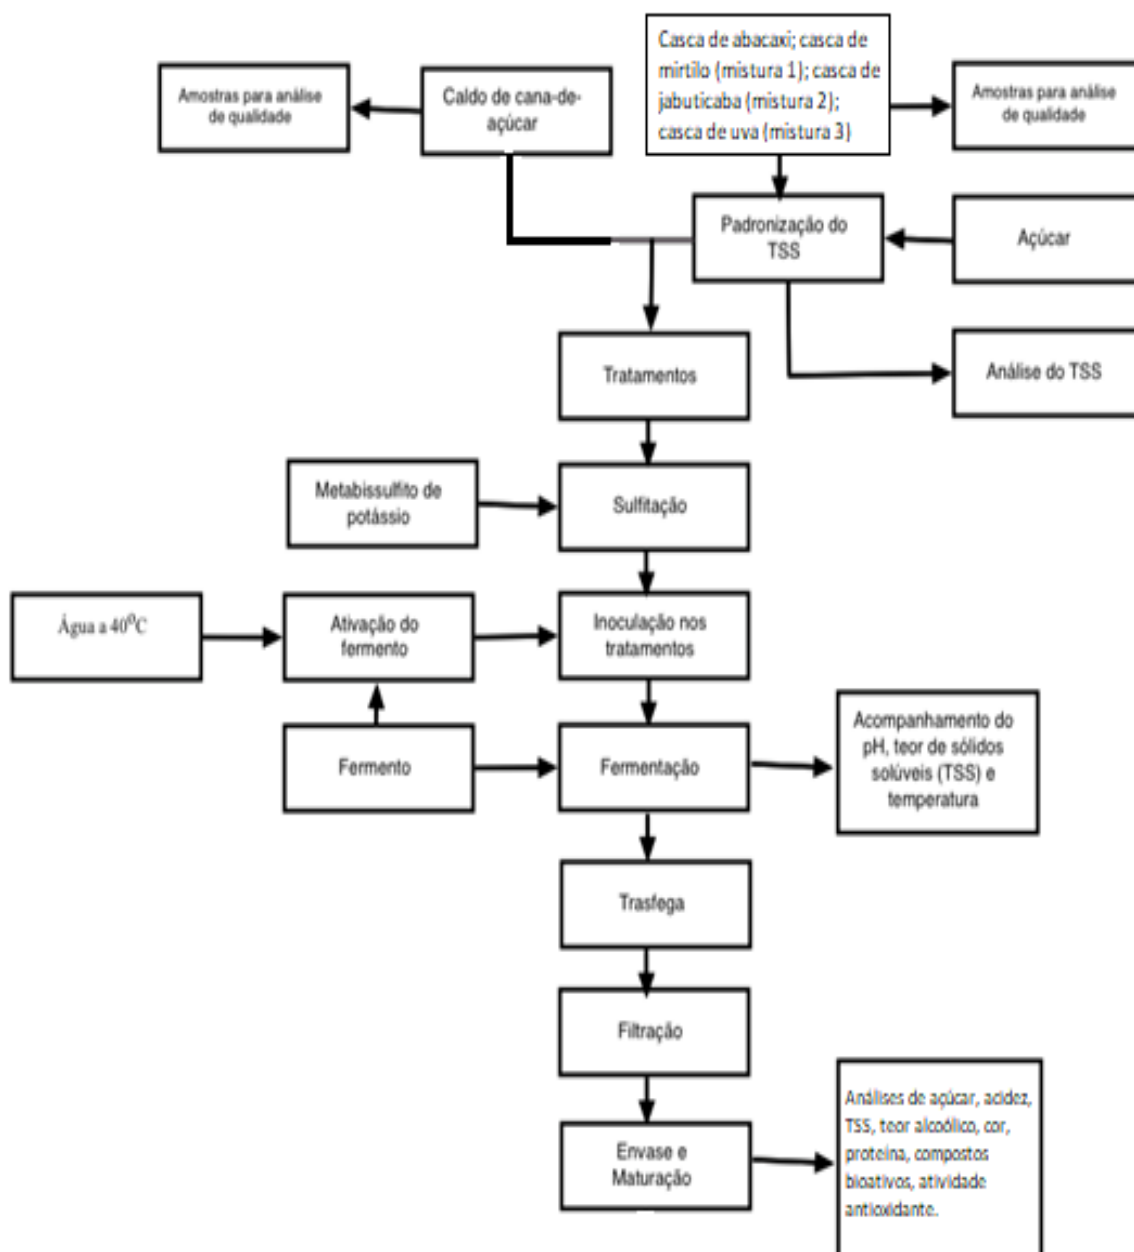 Casca de abacaxi; casca de
mirtilo (mistura 1); casca de
jabuticaba (mistura 2);
casca de uva (mistura 3)
Amostras para análise
de qualidade
Caldo de cana-de-
açúcar
Amostras para análise
de qualidade
Padronização do
TSS
Açúcar
Tratamentos
Análise do TSS
Metabissulfito de
potássio
Sulfitação
Água a 40⁰C
Ativação do
fermento
Inoculação nos
tratamentos
Fermento
Fermentação
Acompanhamento do
pH, teor de sólidos
solúveis (TSS) e
temperatura
Trasfega
Filtração
Envase e
Maturação
Análises de açúcar, acidez,
TSS, teor alcoólico, cor,
proteína, compostos
bioativos, atividade
antioxidante.